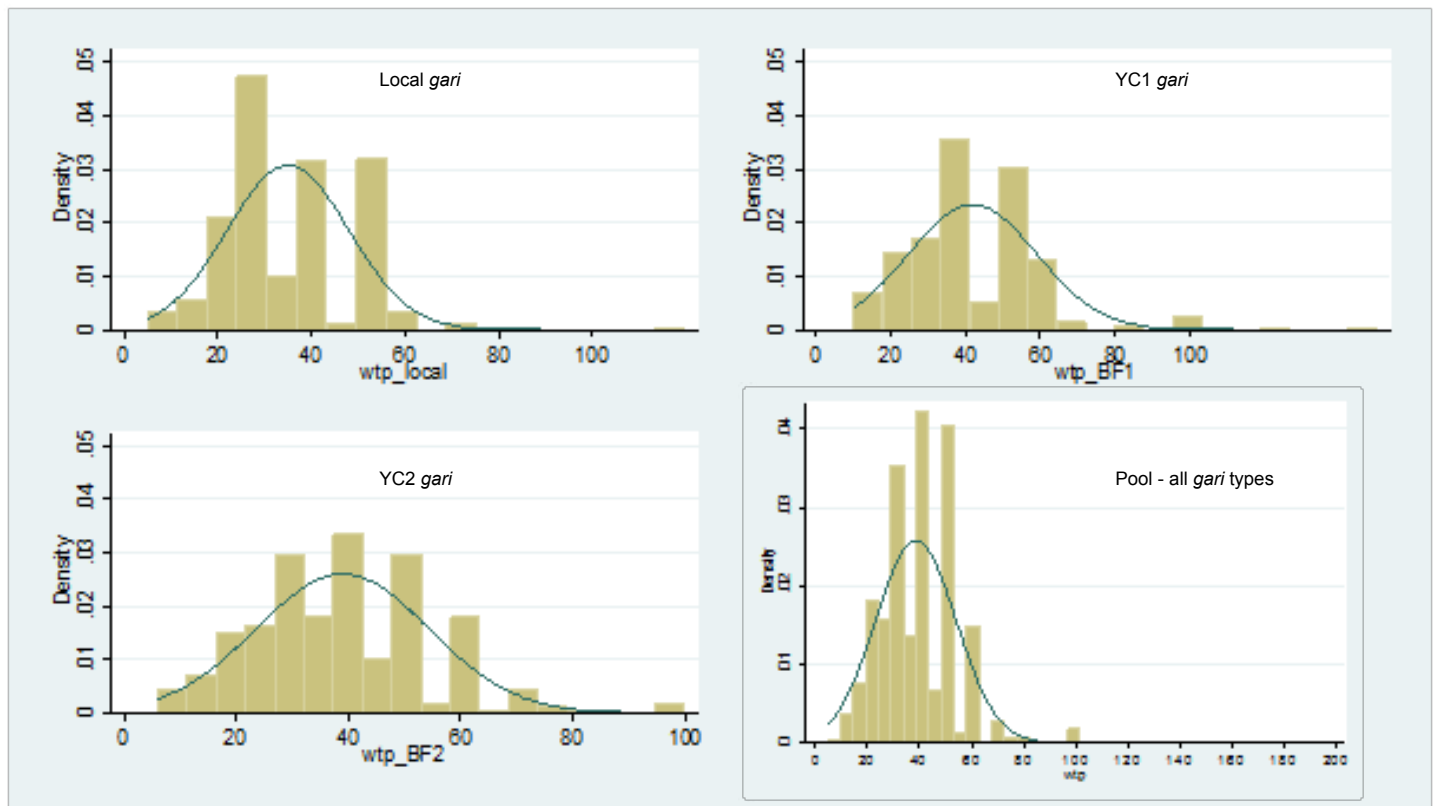 Local gari
Density
0 .01 .02 .03 .04 .05
0 20 40 60 80 100
wtp_local
YC1 gari
Density
0 .01 .02 .03 .04 .05
0 20 40 60 80 100
wtp_BF1
YC2 gari
Density
0 .01 .02 .03 .04 .05
0 20 40 60 80 100
wtp_BF2
Pool - all gari types
Density
0 .01 .02 .03 .04
0 20 40 60 80 100 120 140 160 180 200
wtp